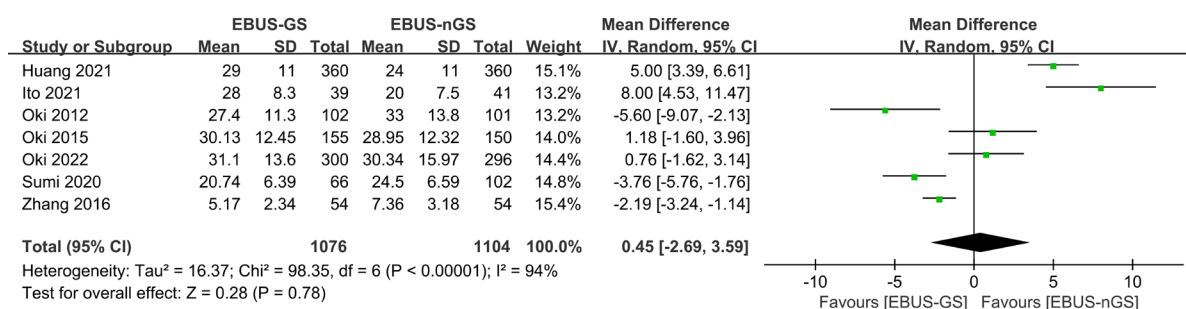 EBUS-GS EBUS-nGS Mean Difference Mean Difference
Study or Subgroup Mean SD Total Mean SD Total Weight IV, Random, 95% CI IV, Random, 95% CI
Huang 2021 29 11 360 24 11 360 15.1% 5.00 [3.39, 6.61]
Ito 2021 28 8.3 39 20 7.5 41 13.2% 8.00 [4.53, 11.47]
Oki 2012 27.4 11.3 102 33 13.8 101 13.2% -5.60 [-9.07, -2.13]
Oki 2015 30.13 12.45 155 28.95 12.32 150 14.0% 1.18 [-1.60, 3.96]
Oki 2022 31.1 13.6 300 30.34 15.97 296 14.4% 0.76 [-1.62, 3.14]
Sumi 2020 20.74 6.39 66 24.5 6.59 102 14.8% -3.76 [-5.76, -1.76]
Zhang 2016 5.17 2.34 54 7.36 3.18 54 15.4% -2.19 [-3.24, -1.14]
Total (95% CI) 1076 1104 100.0% 0.45 [-2.69, 3.59]
Heterogeneity: Tau² = 16.37; Chi² = 98.35, df = 6 (P < 0.00001); I² = 94%
Test for overall effect: Z = 0.28 (P = 0.78)
-10 -5 0 5 10
Favours [EBUS-GS] Favours [EBUS-nGS]